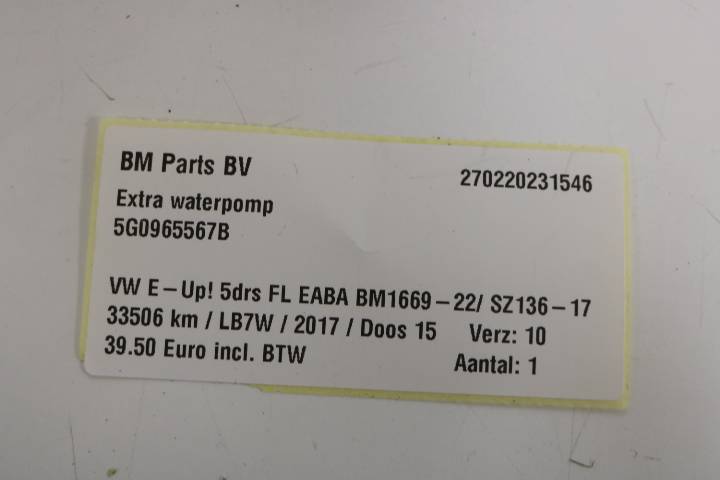 BM Parts BV 270220231546
Extra waterpomp
5G0965567B
VW E-Up! 5drs FL EABA BM1669-22/ SZ136-17
33506 km / LB7W / 2017 / Doos 15 Verz: 10
39.50 Euro incl. BTW Aantal: 1